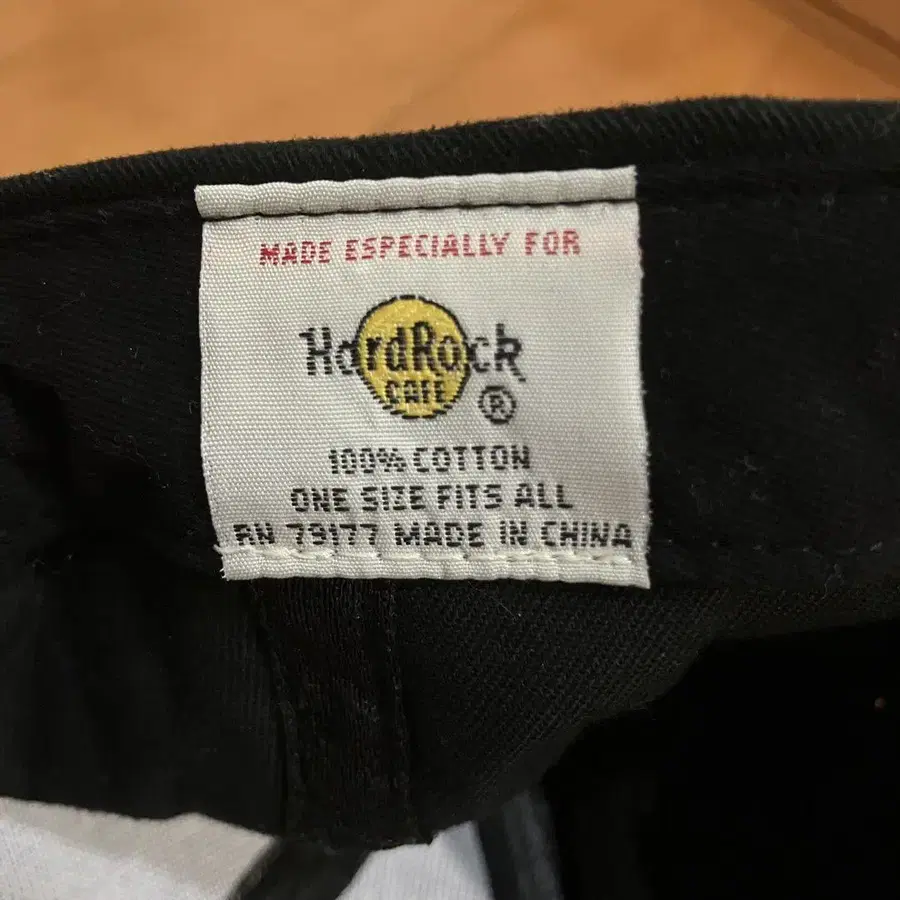 MADE ESPECIALLY FOR
HardRock
CAFE
®
100% COTTON
ONE SIZE FITS ALL
RN 79177 MADE IN CHINA